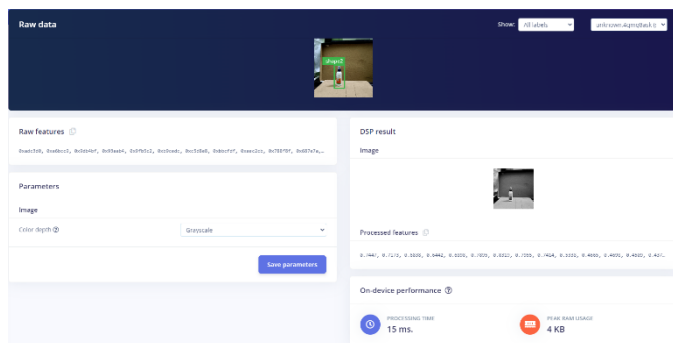 Raw data
Show:
All labels
shape2
Raw features
DSP result
Image
Parameters
Image
Color depth
Grayscale
Processed features
Save parameters
On-device performance
PROCESSING TIME
15 ms.
PEAK RAM USAGE
4 KB